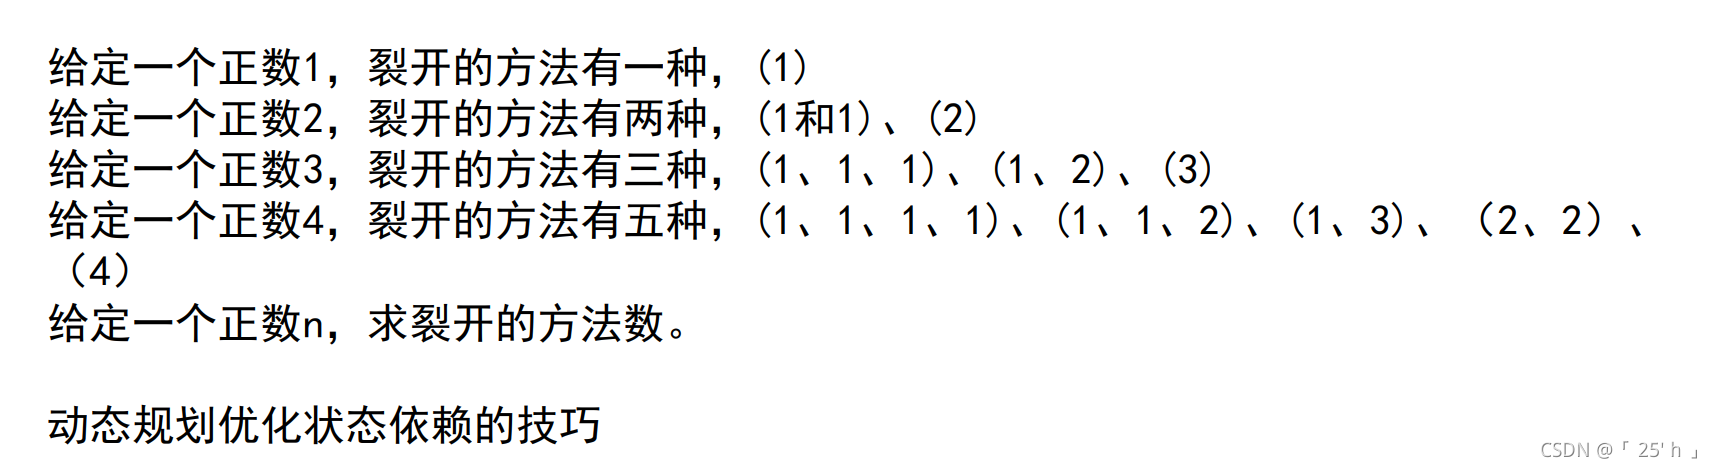 给定一个正数1，裂开的方法有一种，(1)
给定一个正数2，裂开的方法有两种，(1和1)、(2)
给定一个正数3，裂开的方法有三种，(1、1、1)、(1、2)、(3)
给定一个正数4，裂开的方法有五种，(1、1、1、1)、(1、1、2)、(1、3)、（2、2）、
（4）
给定一个正数n，求裂开的方法数。
动态规划优化状态依赖的技巧
CSDN @「 25' h 」